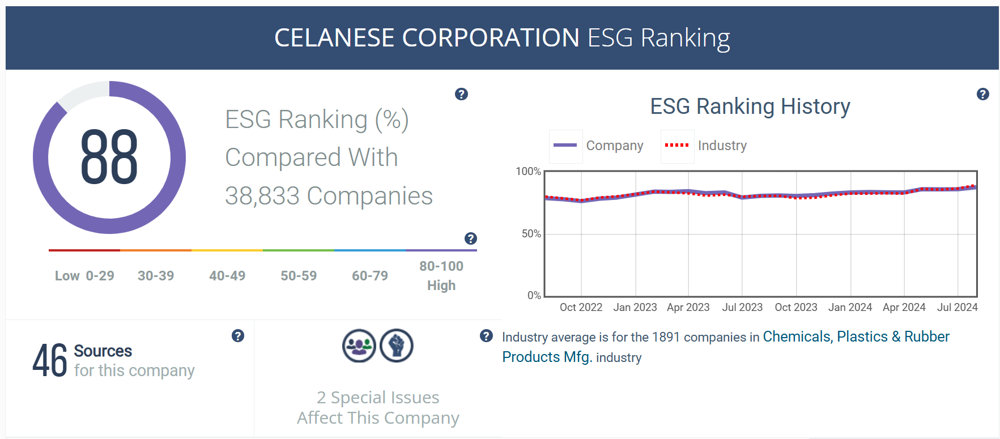 CELANESE CORPORATION ESG Ranking
88
?
ESG Ranking (%)
Compared With
38,833 Companies
?
Low 0-29
30-39
40-49
50-59
60-79
80-100
High
46
Sources
for this company
?
?
2 Special Issues
Affect This Company
?
ESG Ranking History
Company
Industry
100%
50%
0%
Oct 2022
Jan 2023
Apr 2023
Jul 2023
Oct 2023
Jan 2024
Apr 2024
Jul 2024
Industry average is for the 1891 companies in Chemicals, Plastics & Rubber
Products Mfg. industry